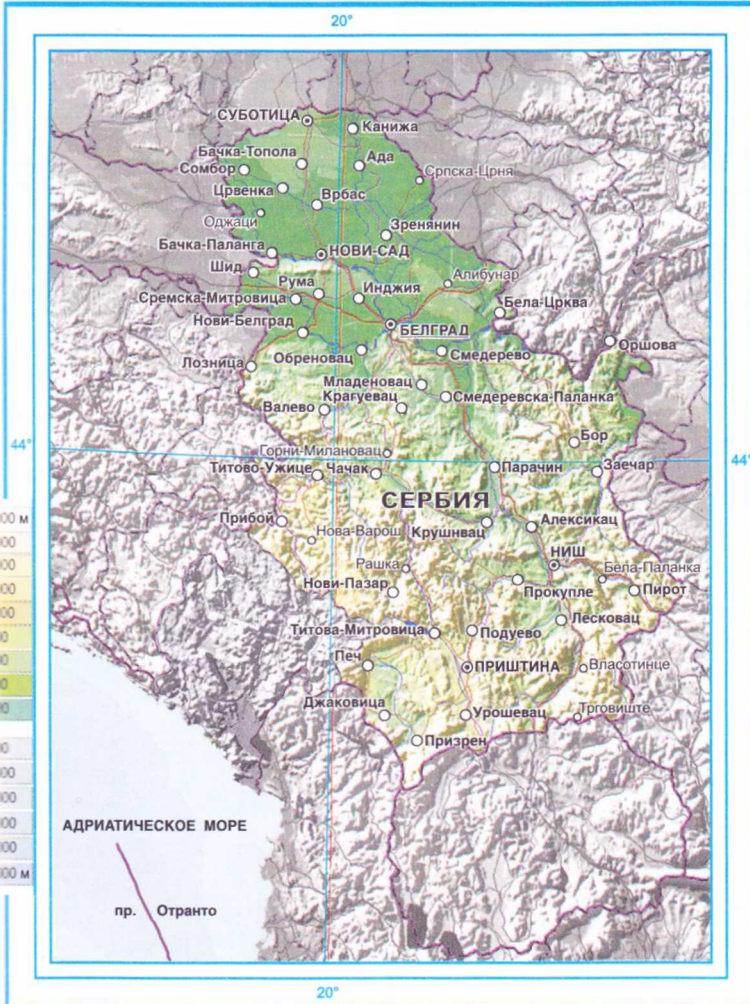 20°
СУБОТИЦА
Канижа
Бачка-Топола
Ада
Сомбор
Српска-Црня
Црвенка
Врбас
Оджаци
Зренянин
Бачка-Паланга
НОВИ-САД
Шид
Рума
Инджия
Алибунар
Сремска-Митровица
Бела-Црква
Нови-Белград
БЕЛГРАД
Оршова
Обреновац
Смедерево
Лозница
Младеновац
Крагуевац
Смедеревска-Паланка
Валево
Бор
44°
Горни-Милановац
44°
Титово-Ужице
Чачак
Парачин
Заечар
СЕРБИЯ
Прибой
Нова-Варош
Крушнвац
Алексикац
НИШ
Рашка
Бела-Паланка
Нови-Пазар
Прокупле
Пирот
Лесковац
Титова-Митровица
Подуево
Печ
ПРИШТИНА
Власотинце
Джаковица
Урошевац
Трговиште
Призрен
АДРИАТИЧЕСКОЕ МОРЕ
пр. Отранто
20°